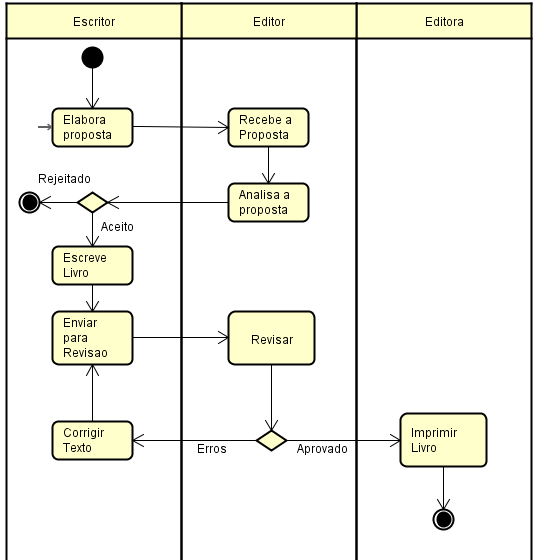 Escritor
Editor
Editora
Elabora
proposta
Recebe a
Proposta
Rejeitado
Analisa a
proposta
Aceito
Escreve
Livro
Enviar
para
Revisao
Revisar
Corrigir
Texto
Erros
Aprovado
Imprimir
Livro